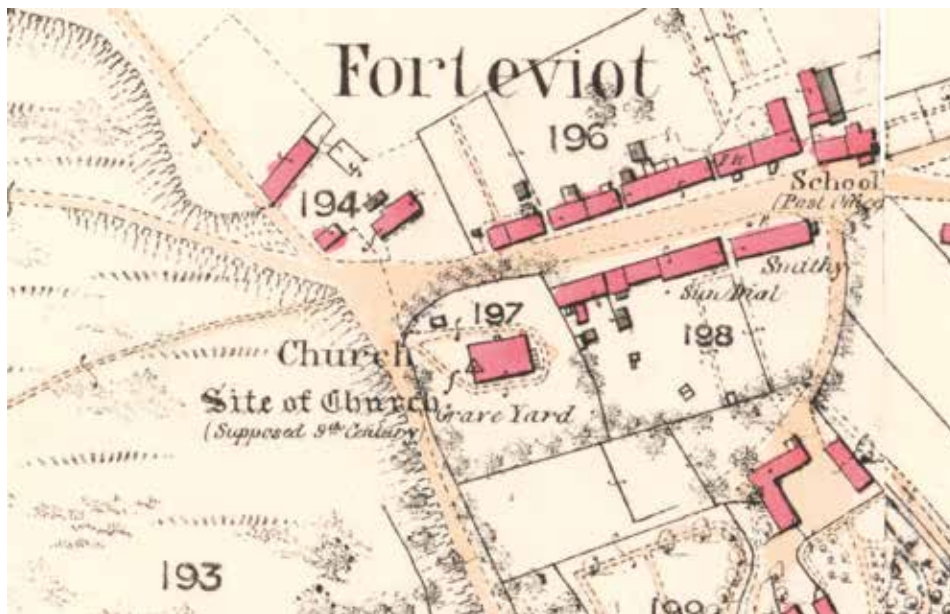 Forteviot
196
P.H.
194
School
(Post Office)
P.
Smithy
Sun Dial
197
198
Church
Site of Church
(Supposed 9th Century)
Grave Yard
193
199